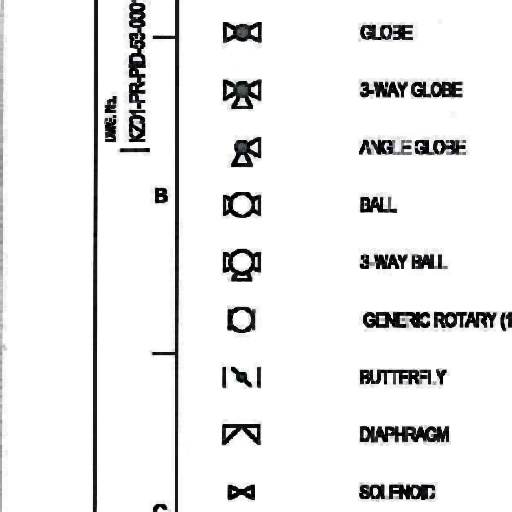 DWG. No.
KZ01-PR-PID-53-0001
B
GLOBE
3-WAY GLOBE
ANGLE GLOBE
BALL
3-WAY BALL
GENERIC ROTARY (1
BUTTERFLY
DIAPHRAGM
SOLENOID
C